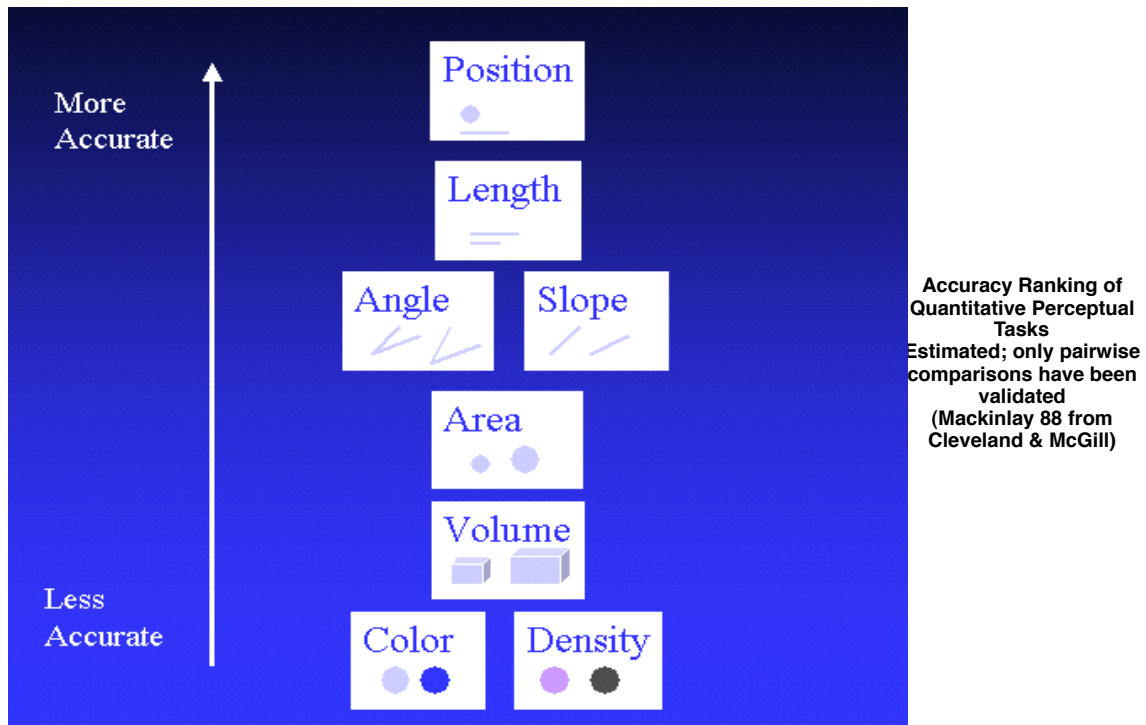 Position
More
Accurate
Length
Angle
Slope
Area
Volume
Less
Accurate
Color
Density
Accuracy Ranking of
Quantitative Perceptual
Tasks
Estimated; only pairwise
comparisons have been
validated
(Mackinlay 88 from
Cleveland & McGill)